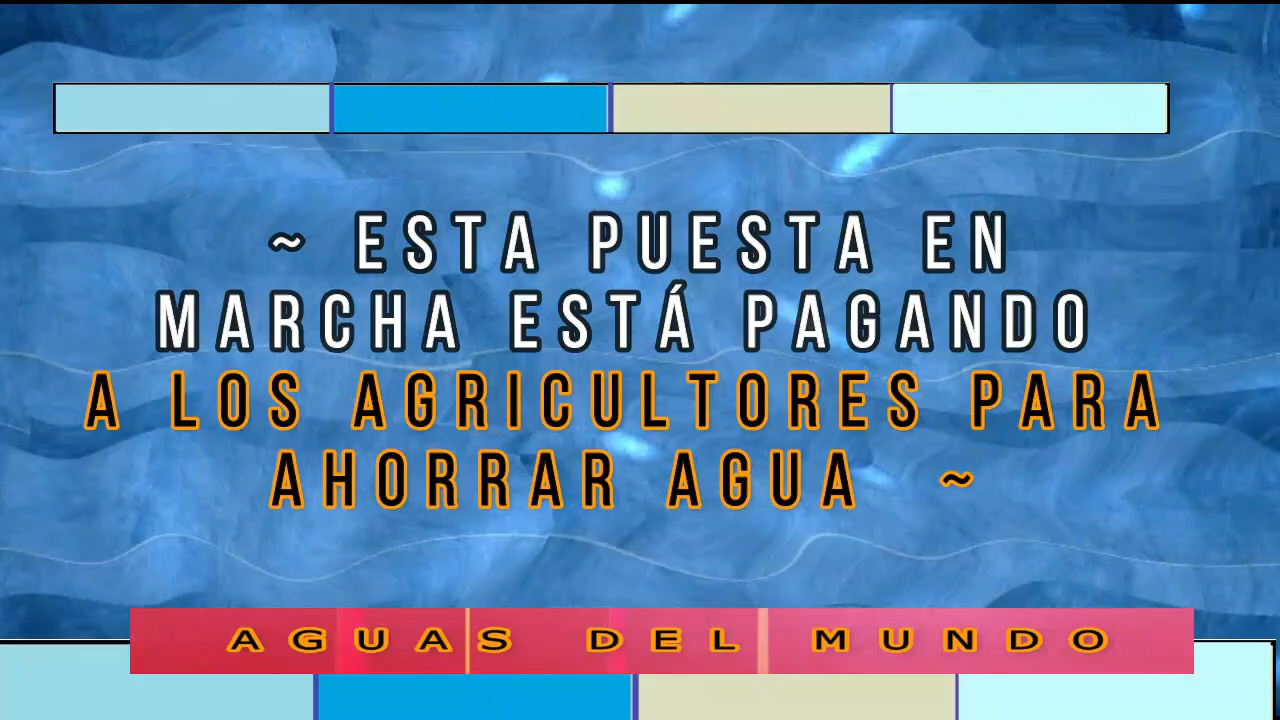 ~ ESTA PUESTA EN
MARCHA ESTÁ PAGANDO
A LOS AGRICULTORES PARA
AHORRAR AGUA ~
AGUAS DEL MUNDO